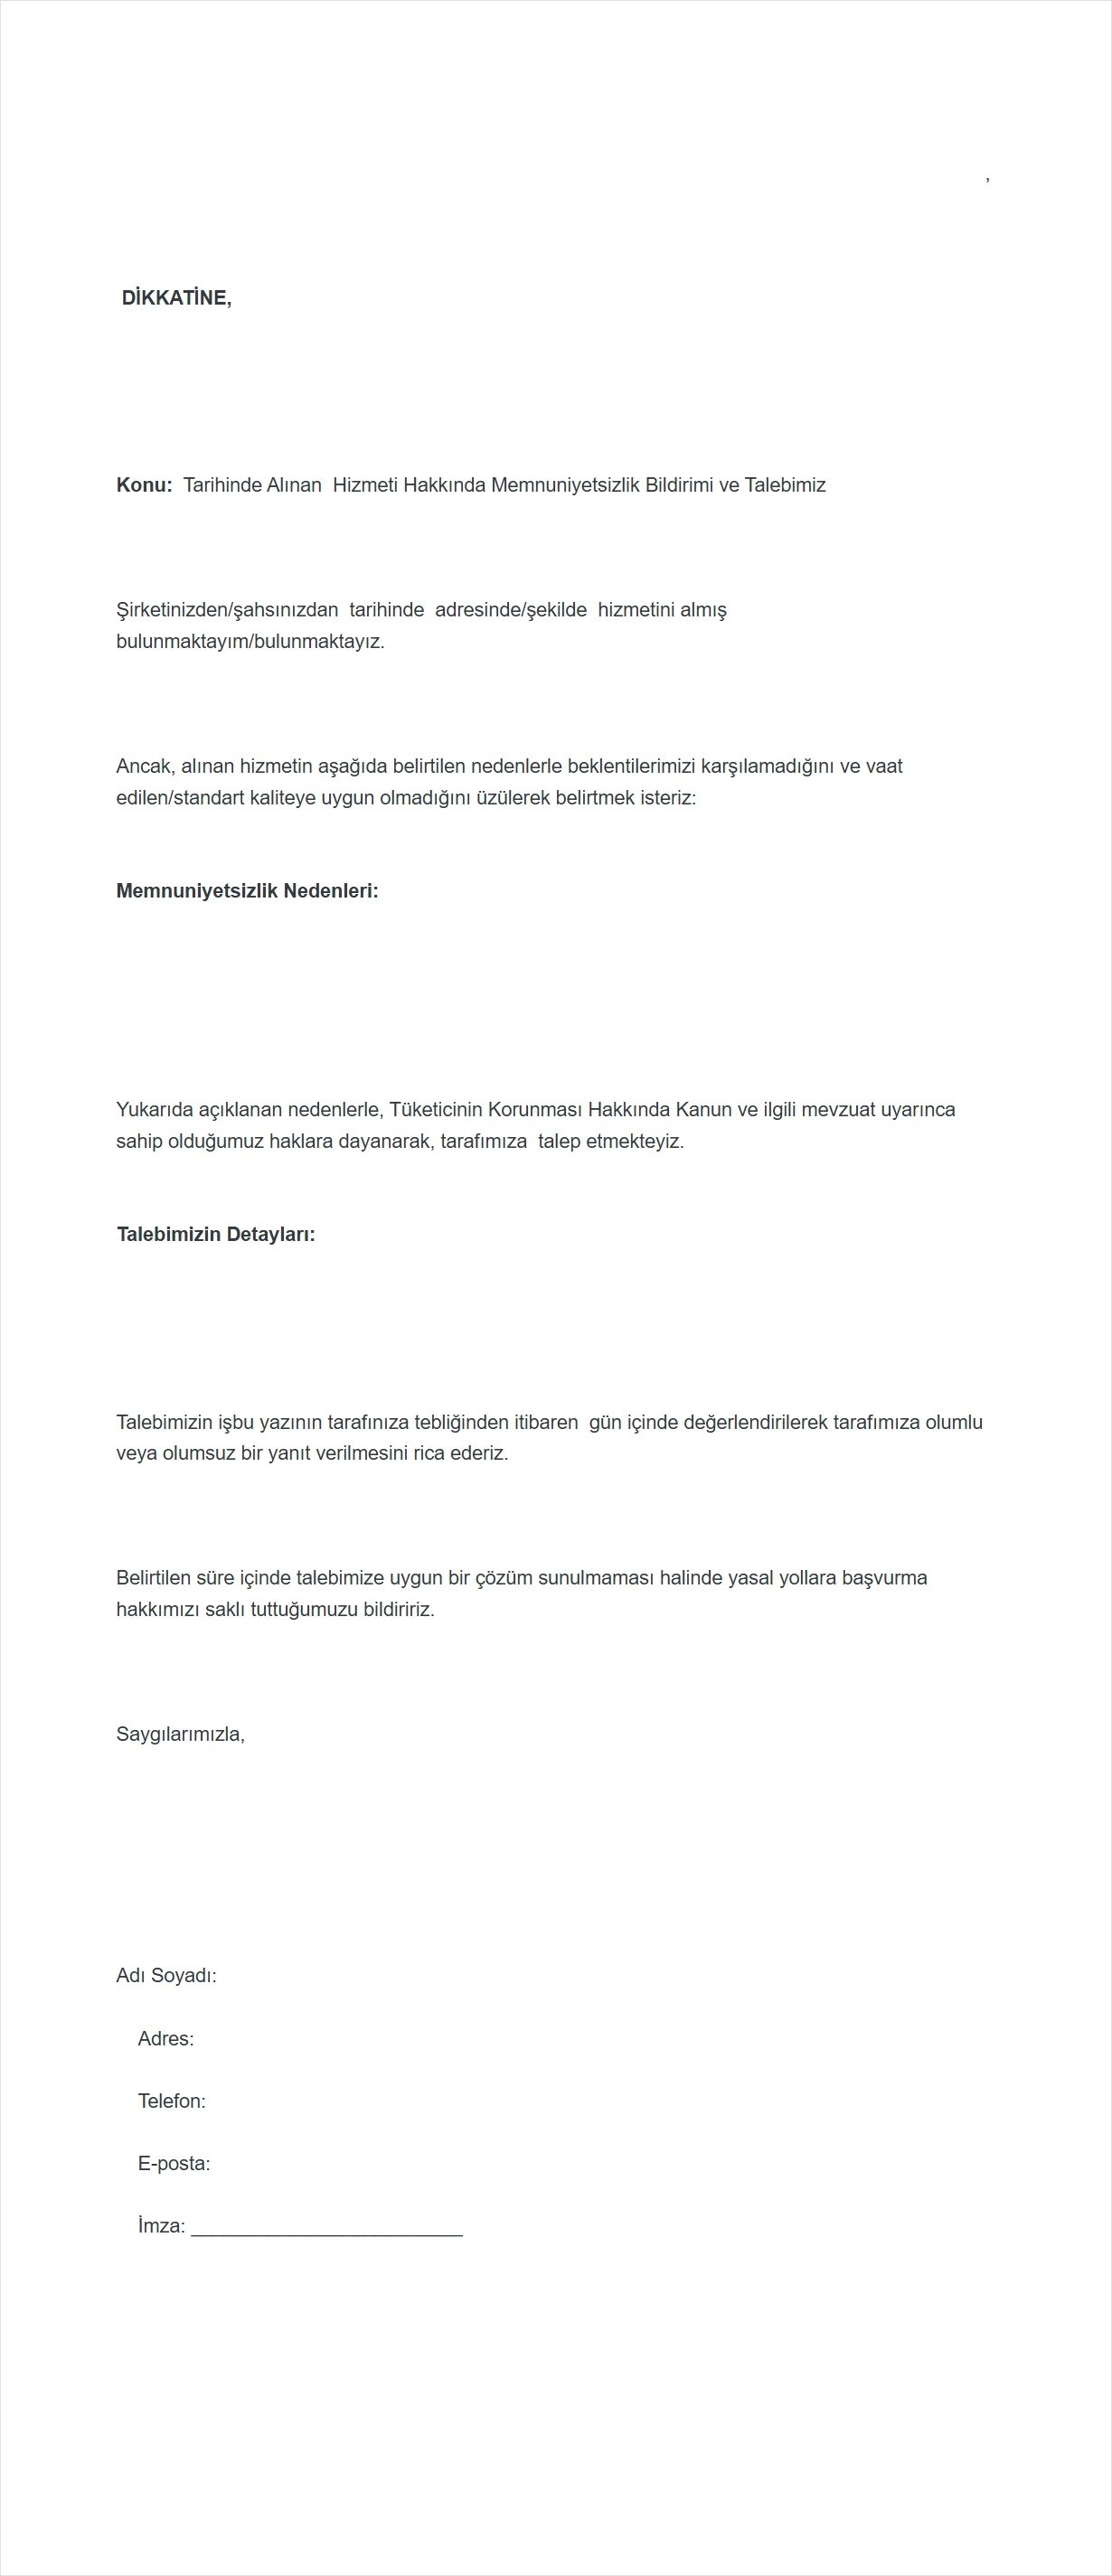 ,
DİKKATİNE,
Konu:  Tarihinde Alınan  Hizmeti Hakkında Memnuniyetsizlik Bildirimi ve Talebimiz
Şirketinizden/şahsınızdan  tarihinde  adresinde/şekilde  hizmetini almış
bulunmaktayım/bulunmaktayız.
Ancak, alınan hizmetin aşağıda belirtilen nedenlerle beklentilerimizi karşılamadığını ve vaat
edilen/standart kaliteye uygun olmadığını üzülerek belirtmek isteriz:
Memnuniyetsizlik Nedenleri:
Yukarıda açıklanan nedenlerle, Tüketicinin Korunması Hakkında Kanun ve ilgili mevzuat uyarınca
sahip olduğumuz haklara dayanarak, tarafımıza  talep etmekteyiz.
Talebimizin Detayları:
Talebimizin işbu yazının tarafınıza tebliğinden itibaren  gün içinde değerlendirilerek tarafımıza olumlu
veya olumsuz bir yanıt verilmesini rica ederiz.
Belirtilen süre içinde talebimize uygun bir çözüm sunulmaması halinde yasal yollara başvurma
hakkımızı saklı tuttuğumuzu bildiririz.
Saygılarımızla,
Adı Soyadı:
Adres:
Telefon:
E-posta:
İmza: _________________________